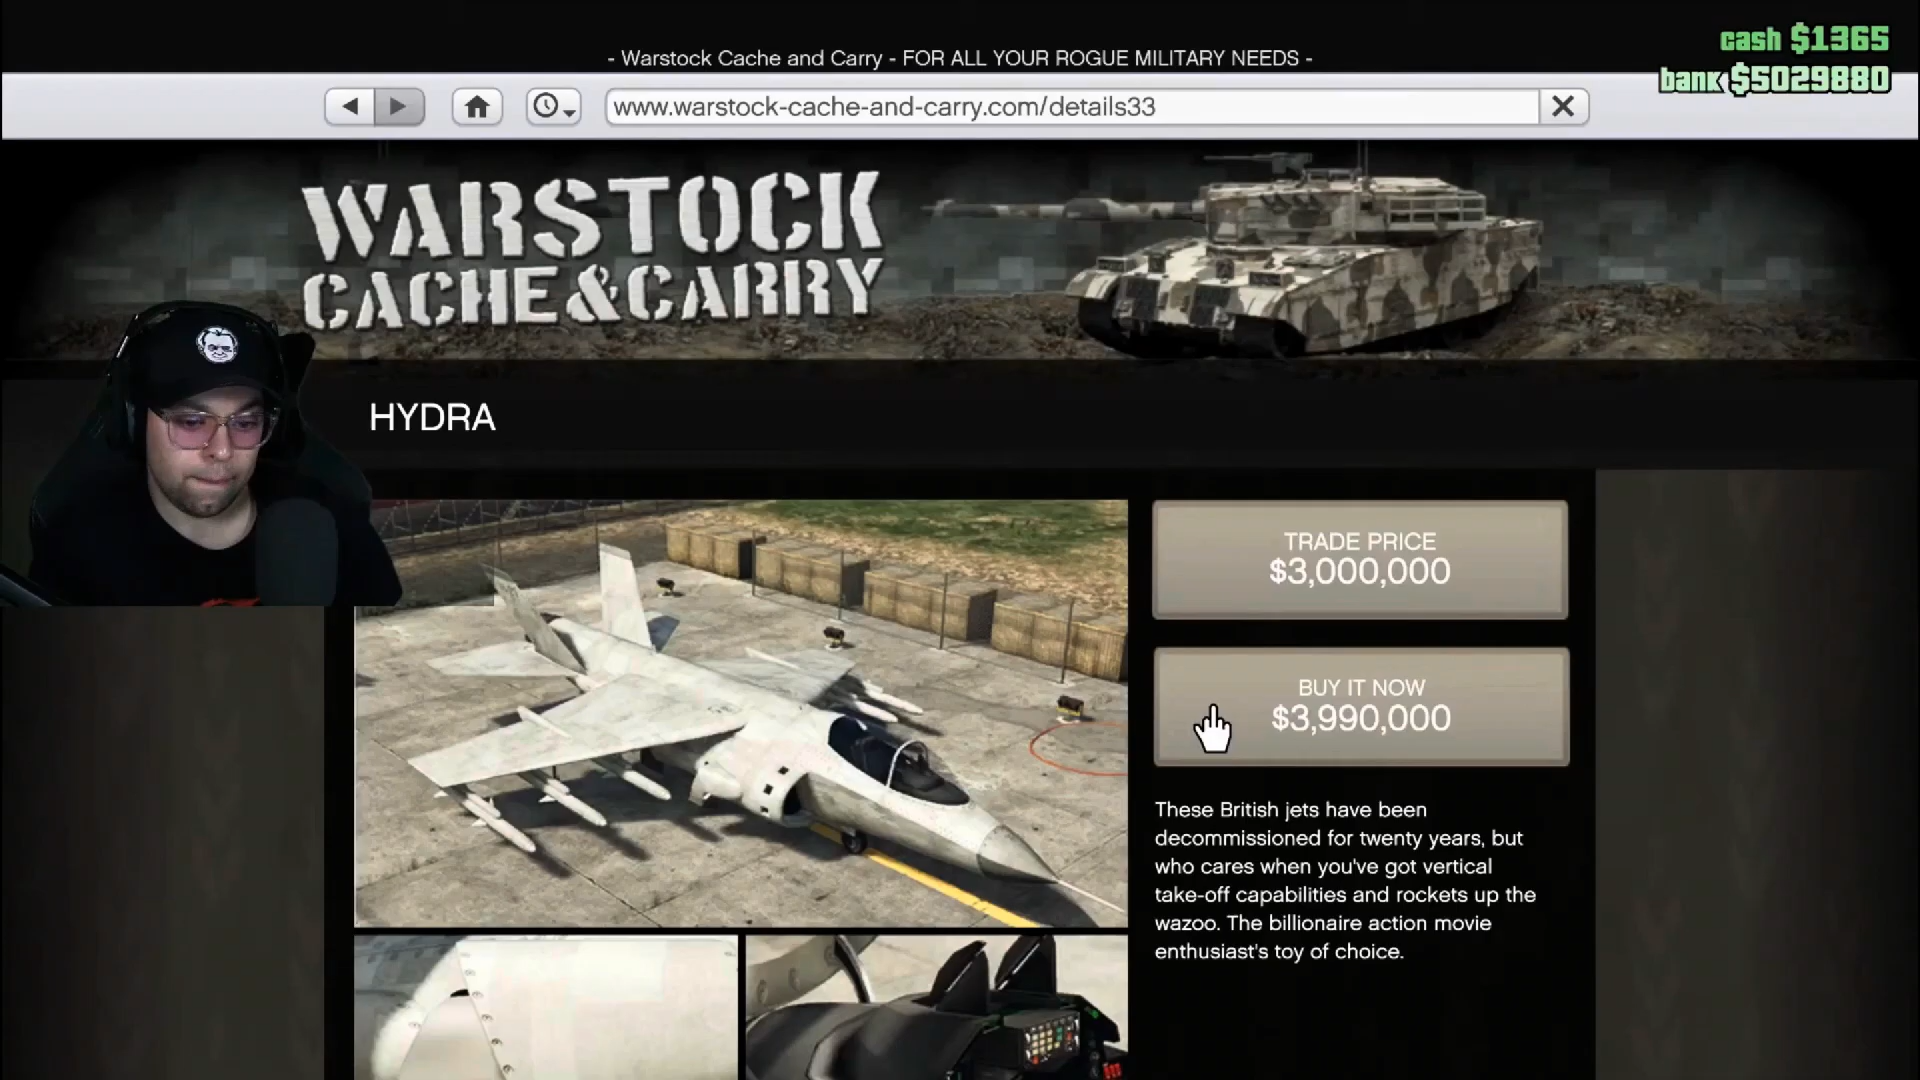 cash $1365
- Warstock Cache and Carry - FOR ALL YOUR ROGUE MILITARY NEEDS -
bank $5029880
www.warstock-cache-and-carry.com/details33
WARSTOCK
CACHE&CARRY
HYDRA
TRADE PRICE
$3,000,000
BUY IT NOW
$3,990,000
These British jets have been
decommissioned for twenty years, but
who cares when you've got vertical
take-off capabilities and rockets up the
wazoo. The billionaire action movie
enthusiast's toy of choice.